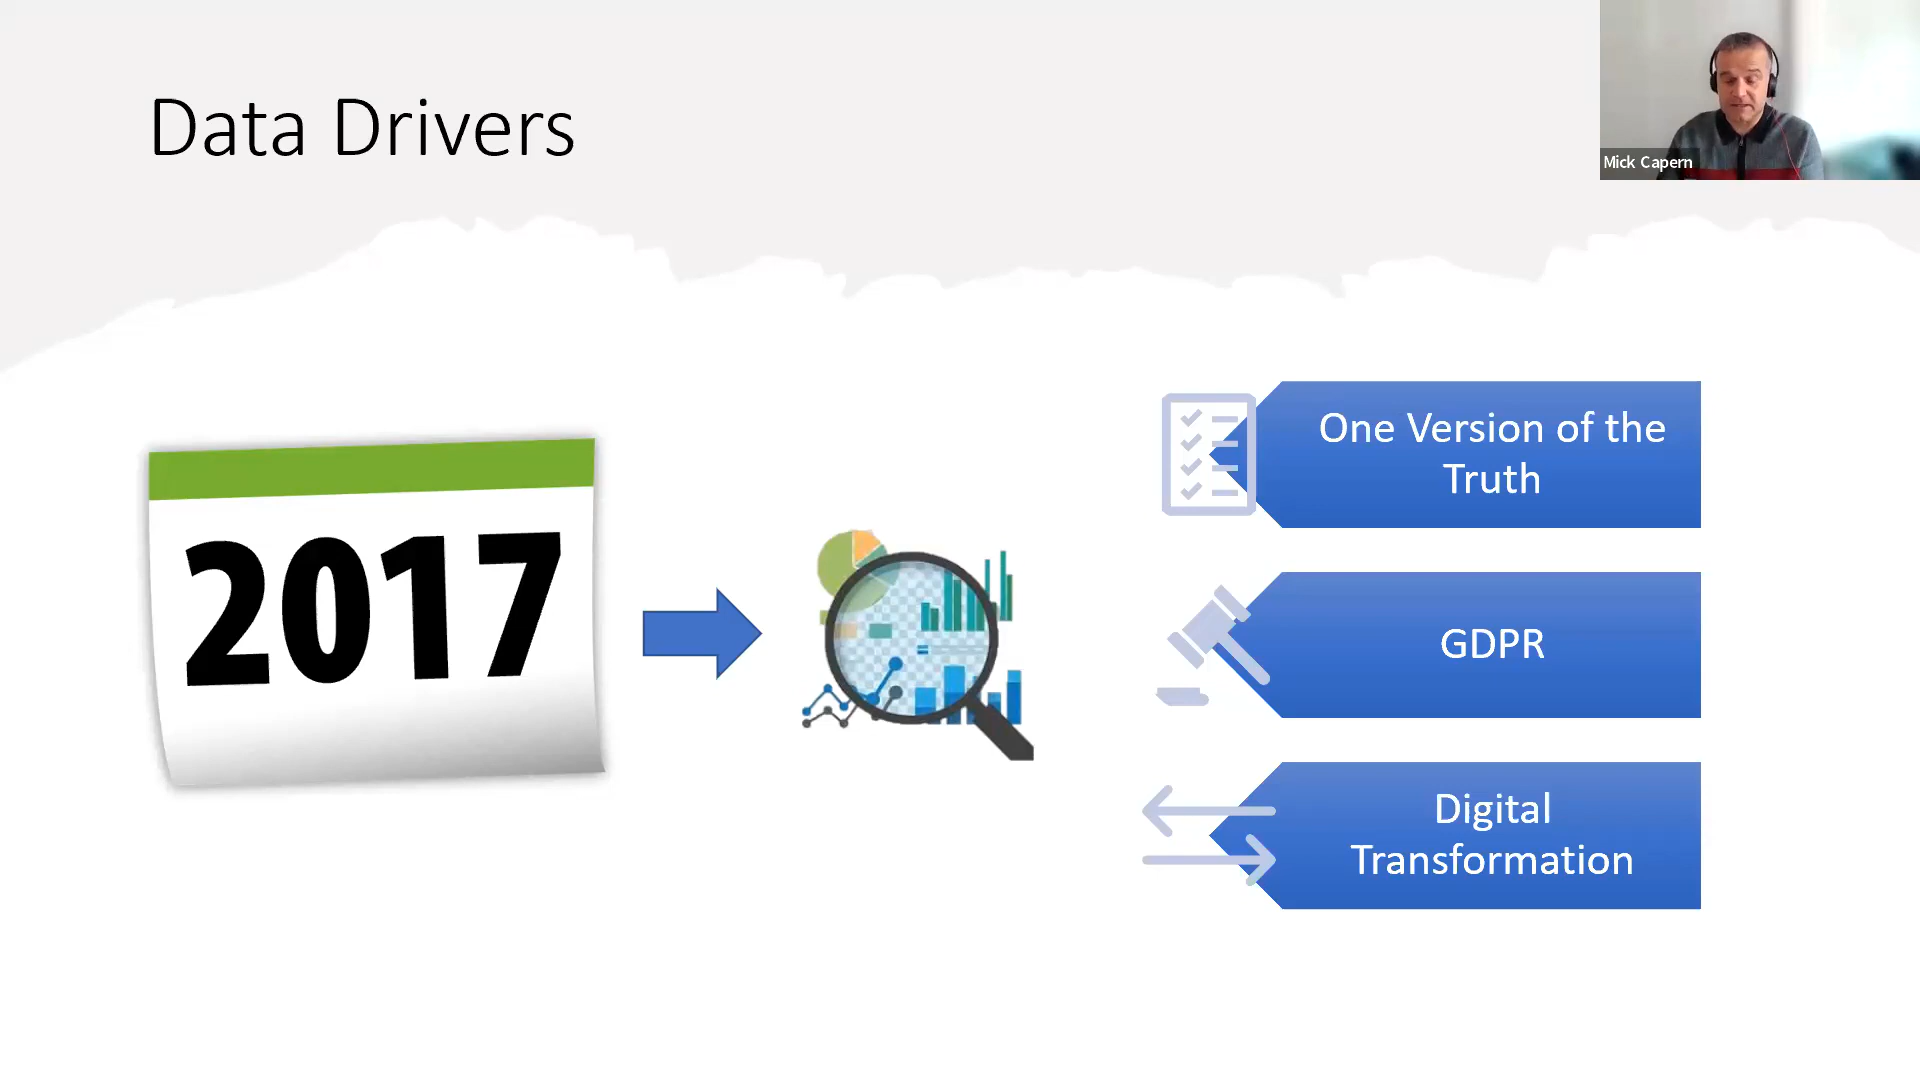 Data Drivers
Mick Capern
2017
One Version of the
Truth
GDPR
Digital
Transformation